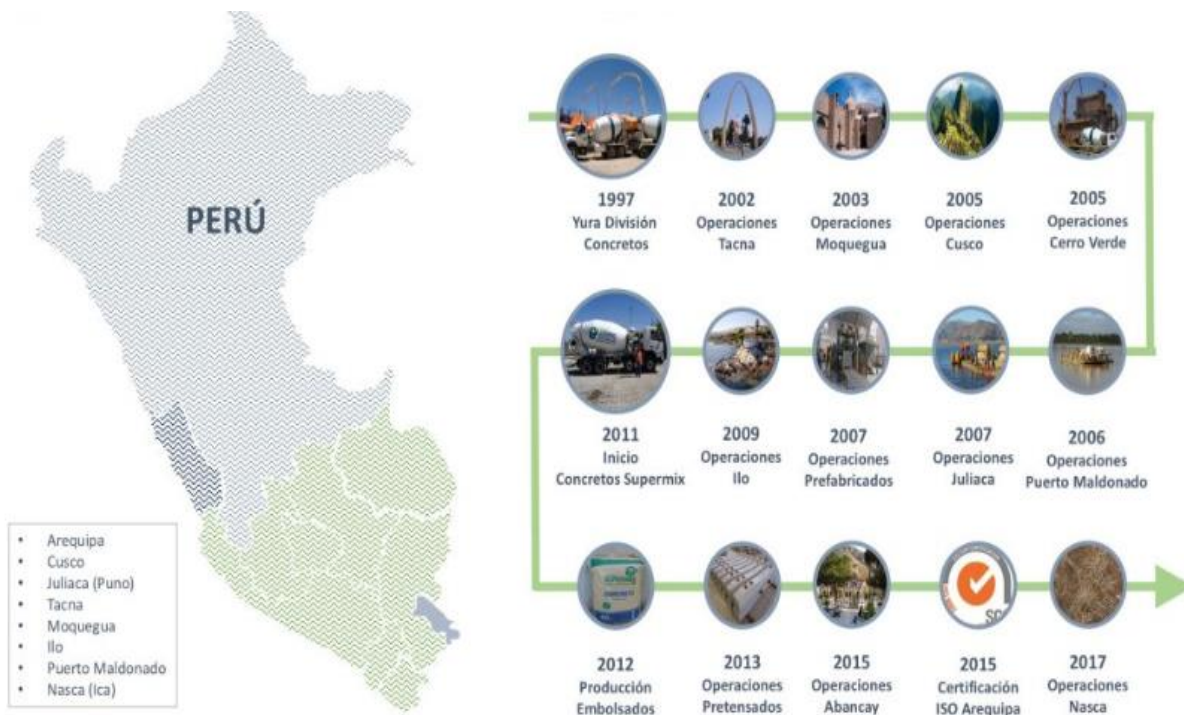 PERÚ
Arequipa
Cusco
Juliaca (Puno)
Tacna
Moquegua
Ilo
Puerto Maldonado
Nasca (Ica)
1997
Yura División
Concretos
2002
Operaciones
Tacna
2003
Operaciones
Moquegua
2005
Operaciones
Cusco
2005
Operaciones
Cerro Verde
2011
Inicio
Concretos Supermix
2009
Operaciones
Ilo
2007
Operaciones
Prefabricados
2007
Operaciones
Juliaca
2006
Operaciones
Puerto Maldonado
2012
Producción
Embolsados
2013
Operaciones
Pretensados
2015
Operaciones
Abancay
SG
2015
Certificación
ISO Arequipa
2017
Operaciones
Nasca